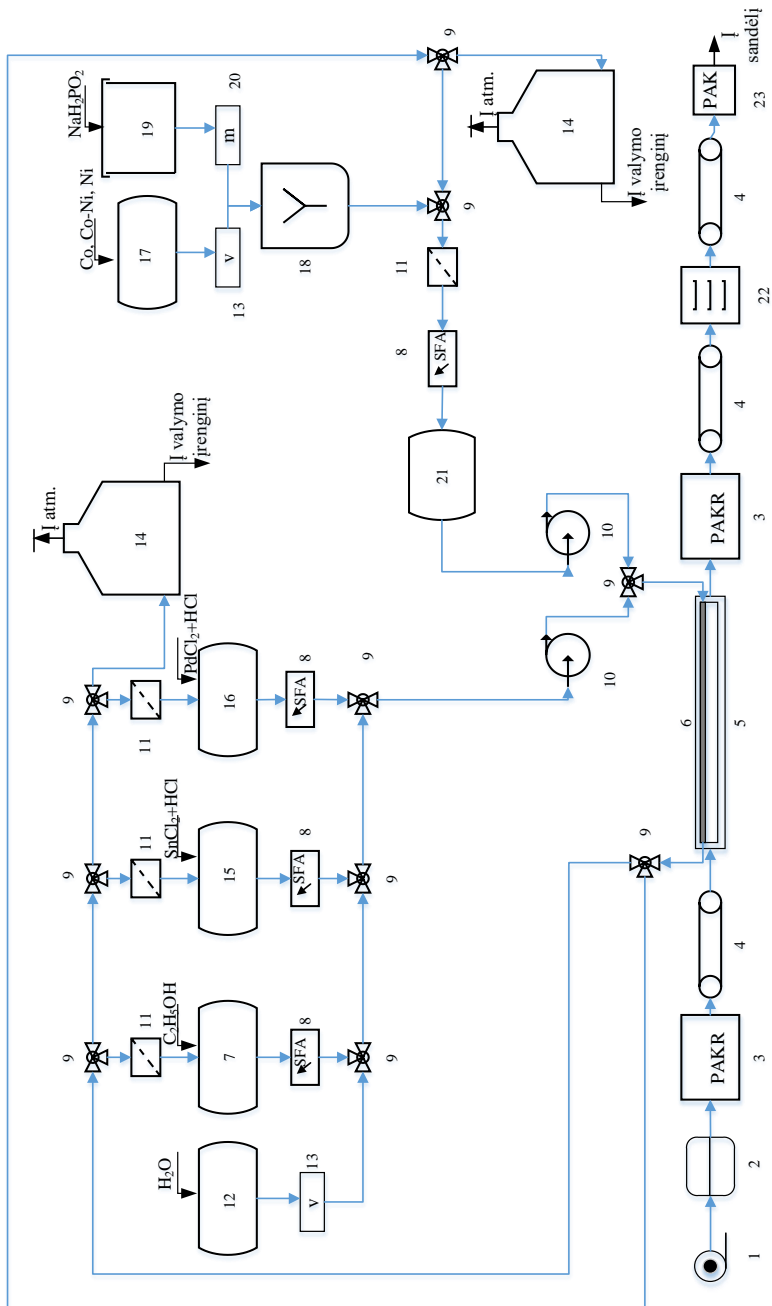 NaH₂PO₂
19
20
m
Co, Co-Ni, Ni
17
v
13
18
9
Į atm.
14
Į valymo
įrenginį
9
11
8
SFA
21
Į
sandėlį
PAK
23
4
22
4
PAKR
3
Į atm.
14
Į valymo
įrenginį
9
11
PdCl₂+HCl
16
8
SFA
9
10
10
9
9
11
SnCl₂+HCl
15
8
SFA
9
9
11
C₂H₅OH
7
8
SFA
9
H₂O
12
13
v
9
6
5
4
PAKR
3
2
1